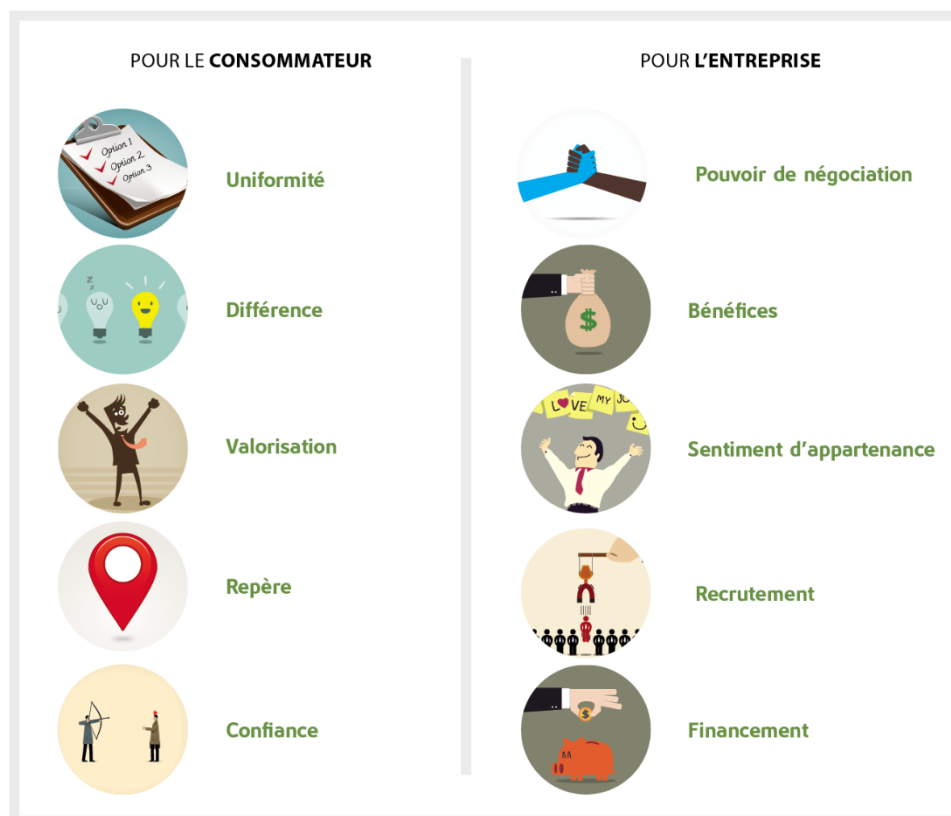 POUR LE CONSOMMATEUR
Option 1
Option 2
Option 3
Uniformité
Z
Z
Différence
Valorisation
Repère
Confiance
POUR L'ENTREPRISE
Pouvoir de négociation
$
Bénéfices
LOVE MY JO
Sentiment d'appartenance
Recrutement
$
Financement